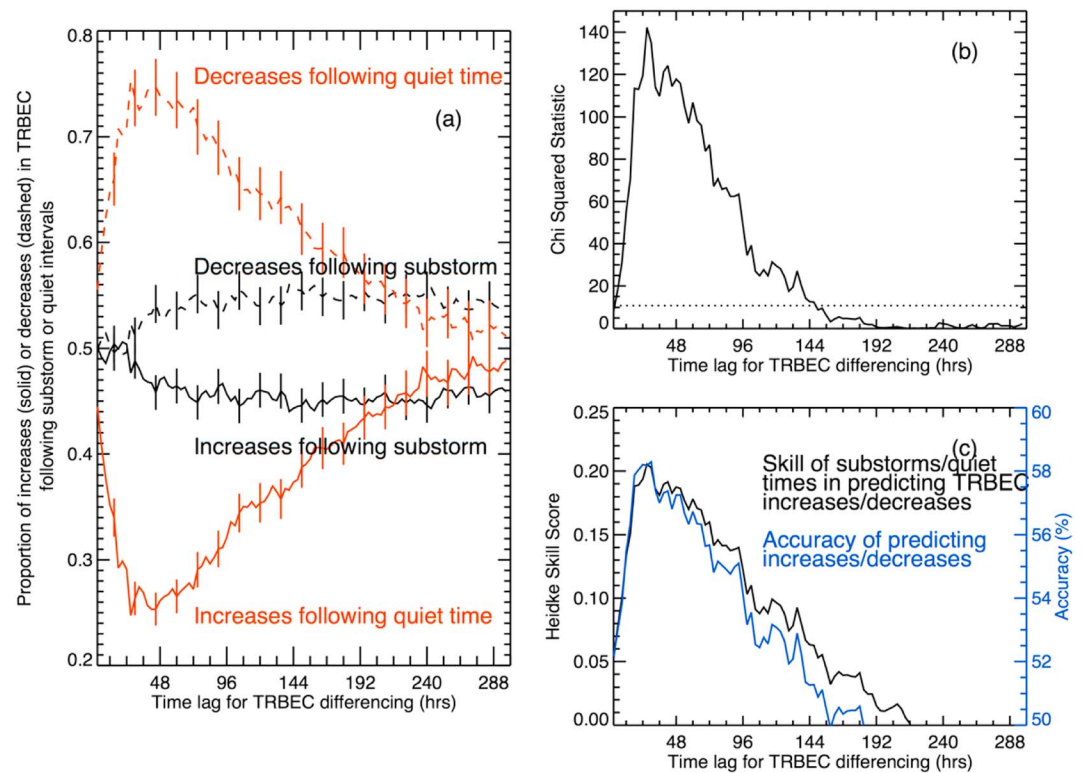 Proportion of increases (solid) or decreases (dashed) in TRBEC
following substorm or quiet intervals
0.8
0.7
0.6
0.5
0.4
0.3
0.2
Decreases following quiet time
(a)
Decreases following substorm
Increases following substorm
Increases following quiet time
48 96 144 192 240 288
Time lag for TRBEC differencing (hrs)
Chi Squared Statistic
140
120
100
80
60
40
20
0
(b)
48 96 144 192 240 288
Time lag for TRBEC differencing (hrs)
Heidke Skill Score
0.25
0.20
0.15
0.10
0.05
0.00
(c)
Skill of substorms/quiet
times in predicting TRBEC
increases/decreases
Accuracy of predicting
increases/decreases
60
58
56
54
52
50
Accuracy (%)
48 96 144 192 240 288
Time lag for TRBEC differencing (hrs)